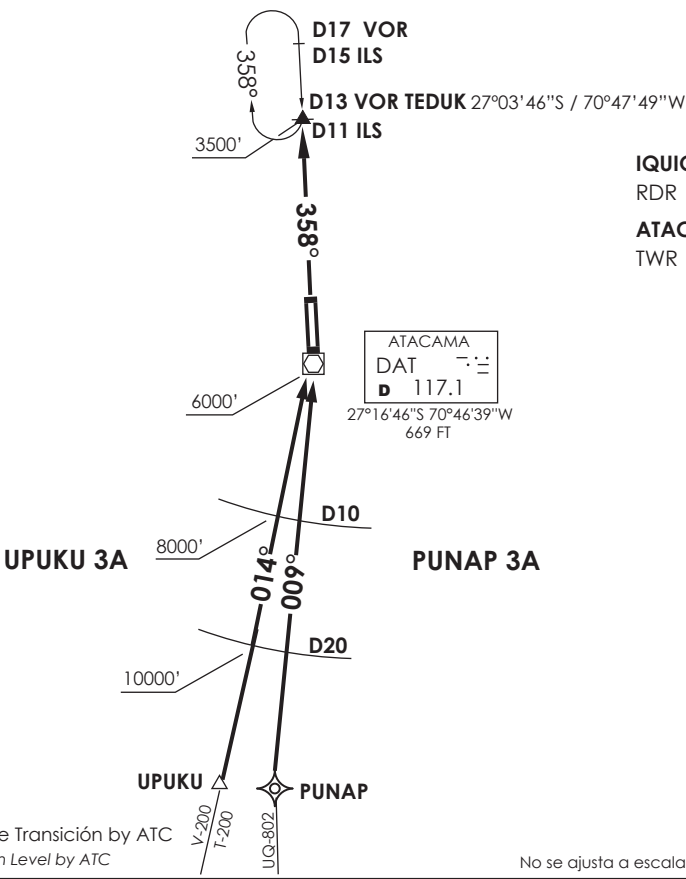 D17 VOR
D15 ILS
358°
D13 VOR TEDUK 27°03'46"S / 70°47'49"W
D11 ILS
3500'
IQUI
RDR
ATAC
TWR
358°
ATACAMA
DAT
D 117.1
27°16'46"S 70°46'39"W
669 FT
6000'
D10
8000'
UPUKU 3A
PUNAP 3A
014°
009°
D20
10000'
UPUKU
PUNAP
V-200
T-200
UQ-802
e Transición by ATC
n Level by ATC
No se ajusta a escala